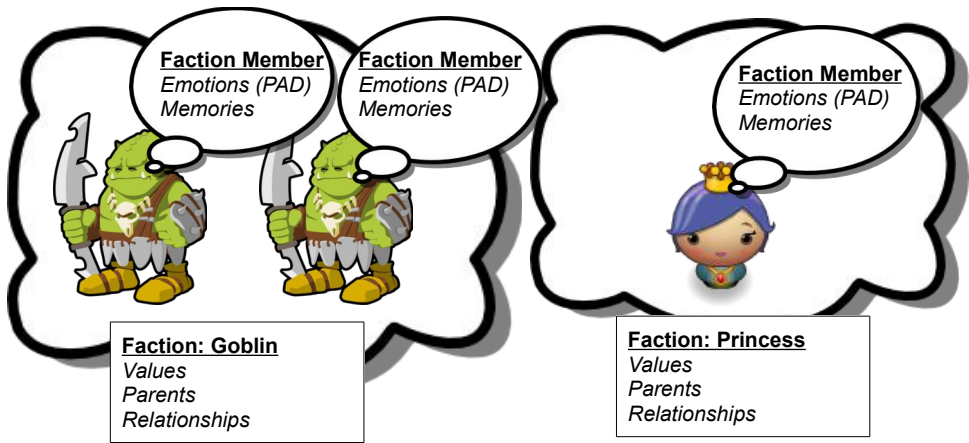 Faction Member
Emotions (PAD)
Memories
Faction Member
Emotions (PAD)
Memories
Faction Member
Emotions (PAD)
Memories
Faction: Goblin
Values
Parents
Relationships
Faction: Princess
Values
Parents
Relationships